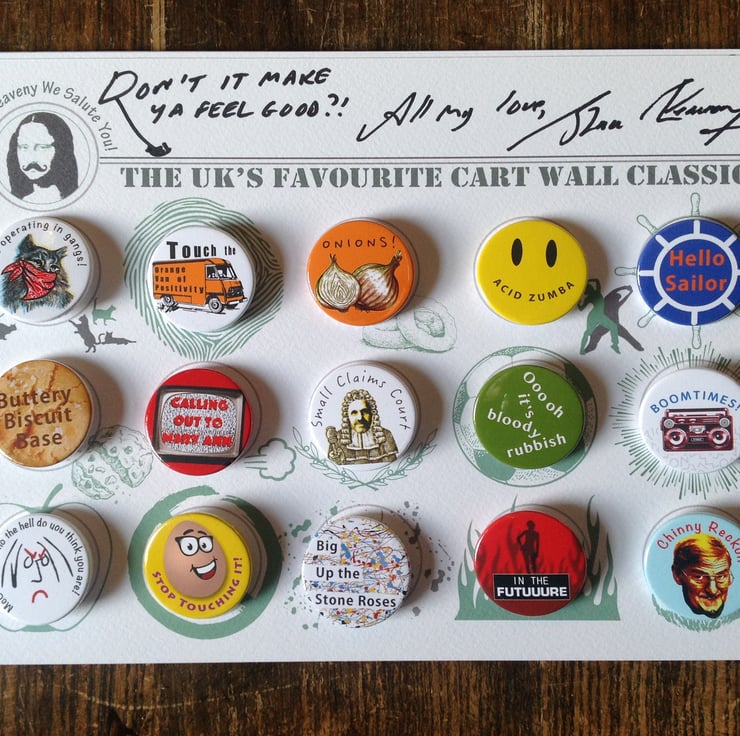 DON'T IT MAKE
YA FEEL GOOD?!
All my love,
eaveny We Salute You!
THE UK'S FAVOURITE CART WALL CLASSIC
operating in gangs!
Touch the
Orange
Van of
Positivity
ONIONS!
ACID ZUMBA
Hello
Sailor
Buttery
Biscuit
Base
CALLING
OUT TO
MARY ANN
Small Claims Court
Ooooh
it's
bloody
rubbish
BOOMTIMES!
the hell do you think you are!
STOP TOUCHING IT!
Big
Up the
Stone Roses
IN THE
FUTUUURE
Chinny Reckon